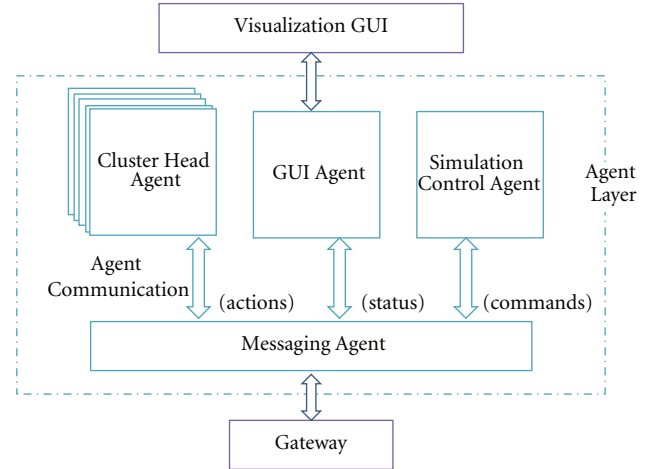 Visualization GUI
Cluster Head
Agent
GUI Agent
Simulation
Control Agent
Agent
Layer
Agent
Communication
(actions)
(status)
(commands)
Messaging Agent
Gateway